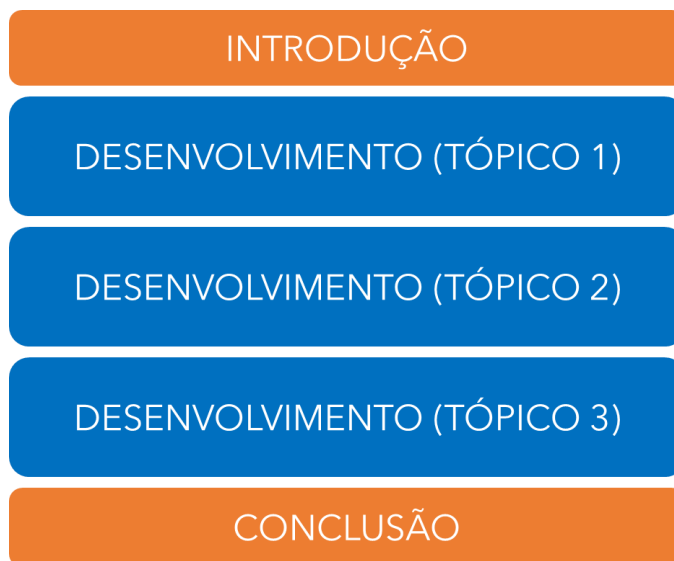 INTRODUÇÃO
DESENVOLVIMENTO (TÓPICO 1)
DESENVOLVIMENTO (TÓPICO 2)
DESENVOLVIMENTO (TÓPICO 3)
CONCLUSÃO